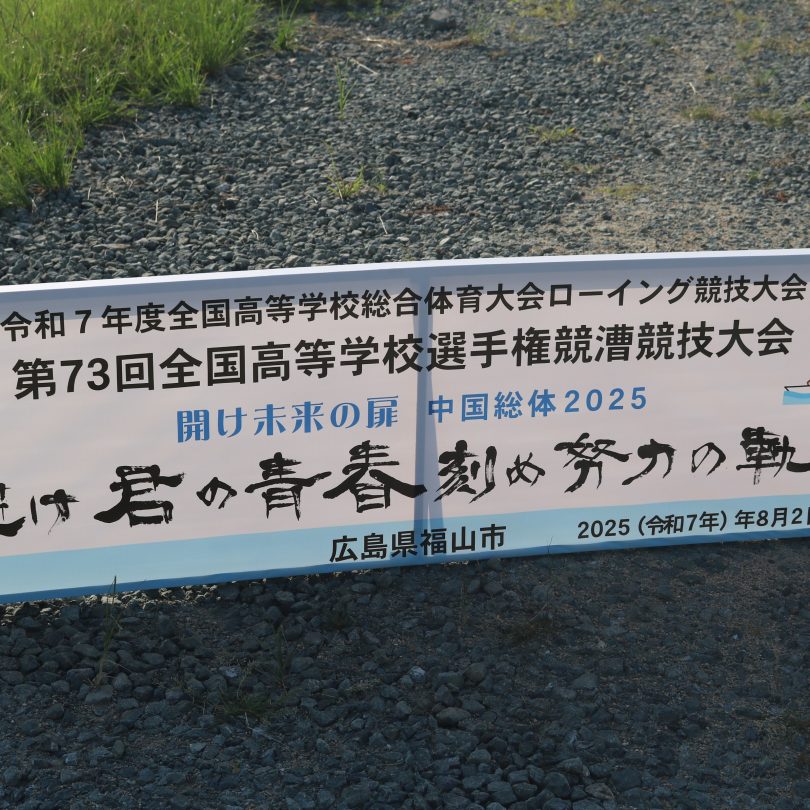 令和7年度全国高等学校総合体育大会ローイング競技大会
第73回全国高等学校選手権競漕競技大会
開け未来の扉 中国総体2025
け 君の青春 刻め 努力の軌
広島県福山市 2025(令和7年)年8月2